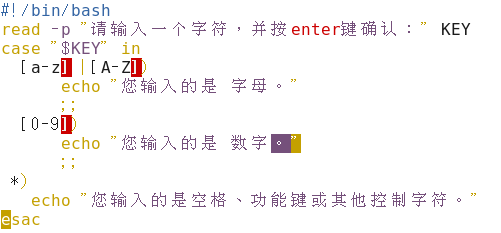 #!/bin/bash
read -p "请输入一个字符，并按enter键确认：" KEY
case "$KEY" in
  [a-z] |[A-Z])
      echo "您输入的是 字母。"
      ;;
  [0-9])
      echo "您输入的是 数字。"
      ;;
 *)
   echo "您输入的是空格、功能键或其他控制字符。"
esac